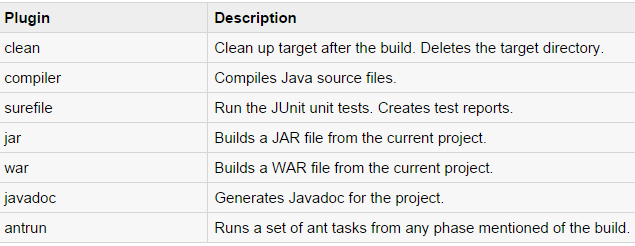 Plugin Description
clean Clean up target after the build. Deletes the target directory.
compiler Compiles Java source files.
surefile Run the JUnit unit tests. Creates test reports.
jar Builds a JAR file from the current project.
war Builds a WAR file from the current project.
javadoc Generates Javadoc for the project.
antrun Runs a set of ant tasks from any phase mentioned of the build.